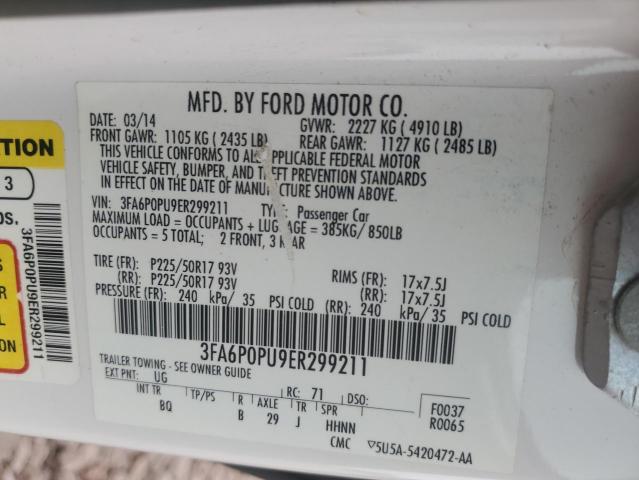 MFD. BY FORD MOTOR CO.
DATE: 03/14 GVWR: 2227 KG ( 4910 LB)
FRONT GAWR: 1105 KG ( 2435 LB) REAR GAWR: 1127 KG ( 2485 LB)
THIS VEHICLE CONFORMS TO ALL APPLICABLE FEDERAL MOTOR
VEHICLE SAFETY, BUMPER, AND THEFT PREVENTION STANDARDS
IN EFFECT ON THE DATE OF MANUFACTURE SHOWN ABOVE.
VIN: 3FA6P0PU9ER299211 TYPE: Passenger Car
MAXIMUM LOAD = OCCUPANTS + LUGGAGE = 385KG/ 850LB
OCCUPANTS = 5 TOTAL; 2 FRONT, 3 REAR
TIRE (FR): P225/50R17 93V RIMS (FR): 17x7.5J
(RR): P225/50R17 93V (RR): 17x7.5J
PRESSURE (FR): 240 kPa/ 35 PSI COLD (RR): 240 kPa/ 35 PSI COLD
3FA6P0PU9ER299211
TRAILER TOWING - SEE OWNER GUIDE
EXT PNT: UG RC: 71 DSO:
INT TR TP/PS R AXLE TR SPR
BQ B 29 J HHNN
F0037
R0065
CMC 5U5A-5420472-AA
TION
3
DS.
3FA6P0PU9ER299211
S
R
L
ON